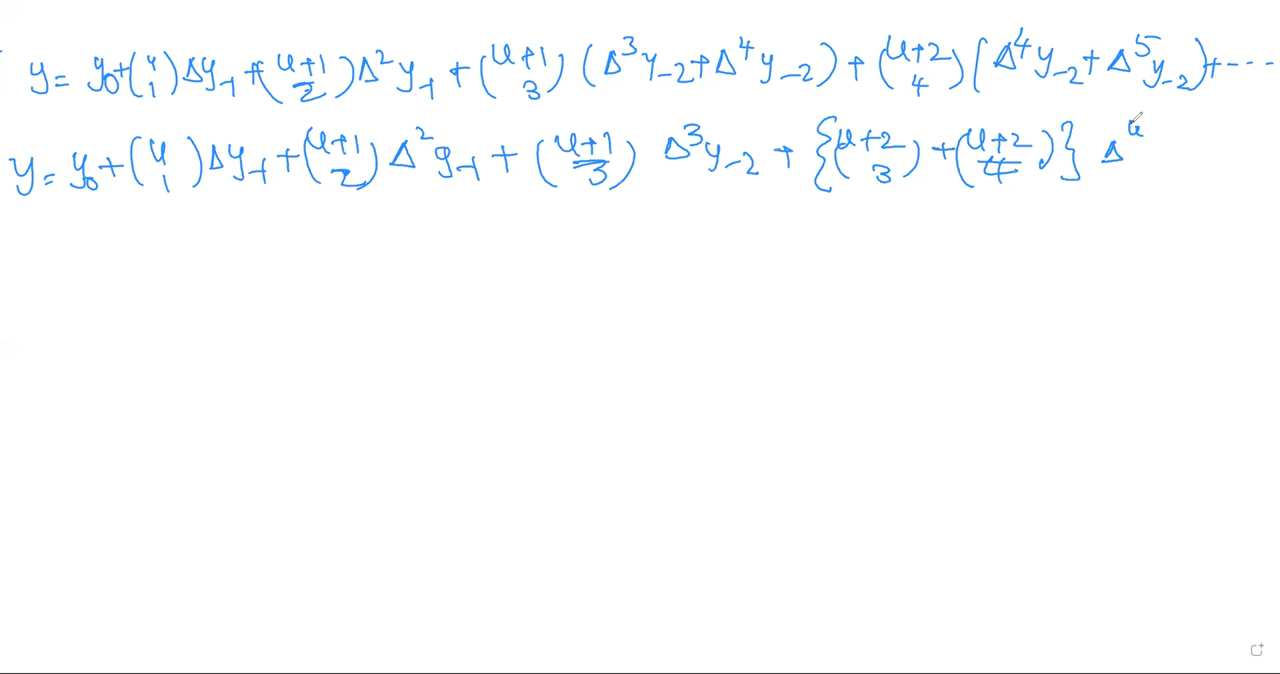 y = y₀ + (u 1) Δy₋₁ + (u+1 2) Δ²y₋₁ + (u+1 3) (Δ³y₋₂ + Δ⁴y₋₂) + (u+2 4) (Δ⁴y₋₂ + Δ⁵y₋₂) + ---
y = y₀ + (u 1) Δy₋₁ + (u+1 2) Δ²y₋₁ + (u+1 3) Δ³y₋₂ + {(u+2 3) + (u+2 4)} Δ